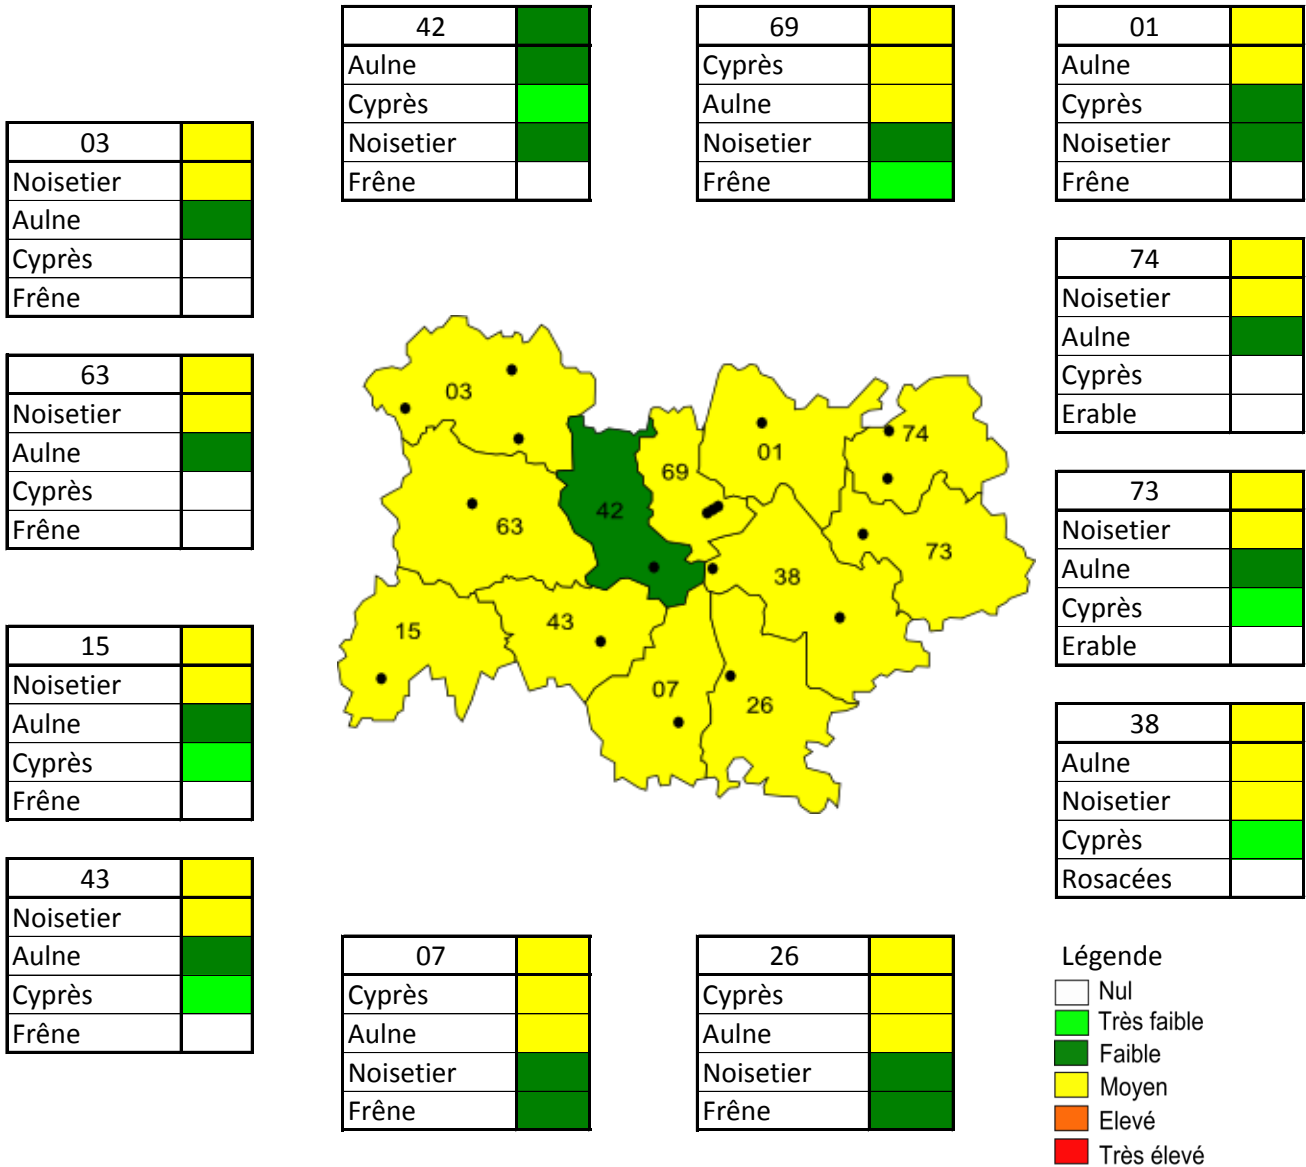 42
Aulne
Cyprès
Noisetier
Frêne
69
Cyprès
Aulne
Noisetier
Frêne
01
Aulne
Cyprès
Noisetier
Frêne
03
Noisetier
Aulne
Cyprès
Frêne
74
Noisetier
Aulne
Cyprès
Erable
63
Noisetier
Aulne
Cyprès
Frêne
03
01
74
69
42
63
73
38
15
43
07
26
73
Noisetier
Aulne
Cyprès
Erable
15
Noisetier
Aulne
Cyprès
Frêne
38
Aulne
Noisetier
Cyprès
Rosacées
43
Noisetier
Aulne
Cyprès
Frêne
07
Cyprès
Aulne
Noisetier
Frêne
26
Cyprès
Aulne
Noisetier
Frêne
Légende
Nul
Très faible
Faible
Moyen
Elevé
Très élevé